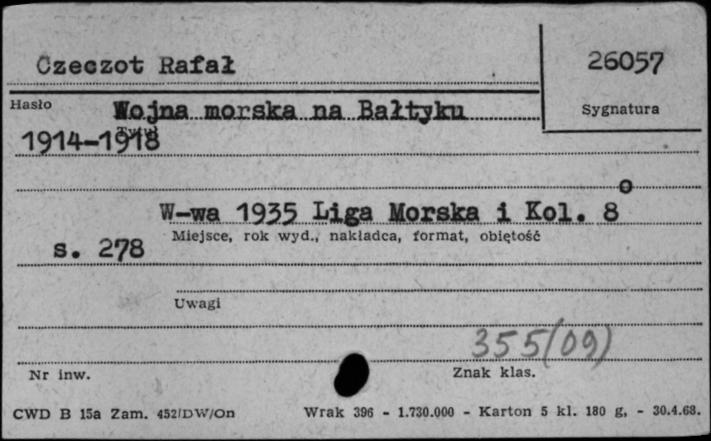 Czeczot Rafał
26057
Hasło
Sygnatura
Wojna morska na Bałtyku
Tytuł
1914-1918
W-wa 1935 Liga Morska i Kol. 8⁰
Miejsce, rok wyd., nakładca, format, obiętość
s. 278
Uwagi
355(09)
Nr inw.
Znak klas.
CWD B 15a Zam. 452/DW/On Wrak 396 - 1.730.000 - Karton 5 kl. 180 g, - 30.4.68.